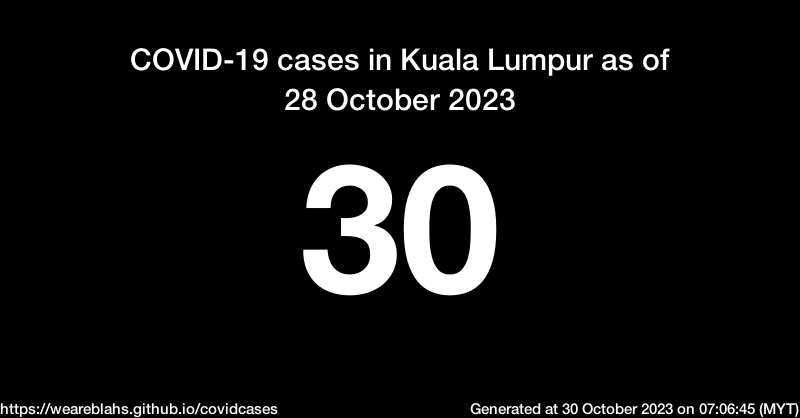 COVID-19 cases in Kuala Lumpur as of
28 October 2023
30
https://weareblahs.github.io/covidcases
Generated at 30 October 2023 on 07:06:45 (MYT)